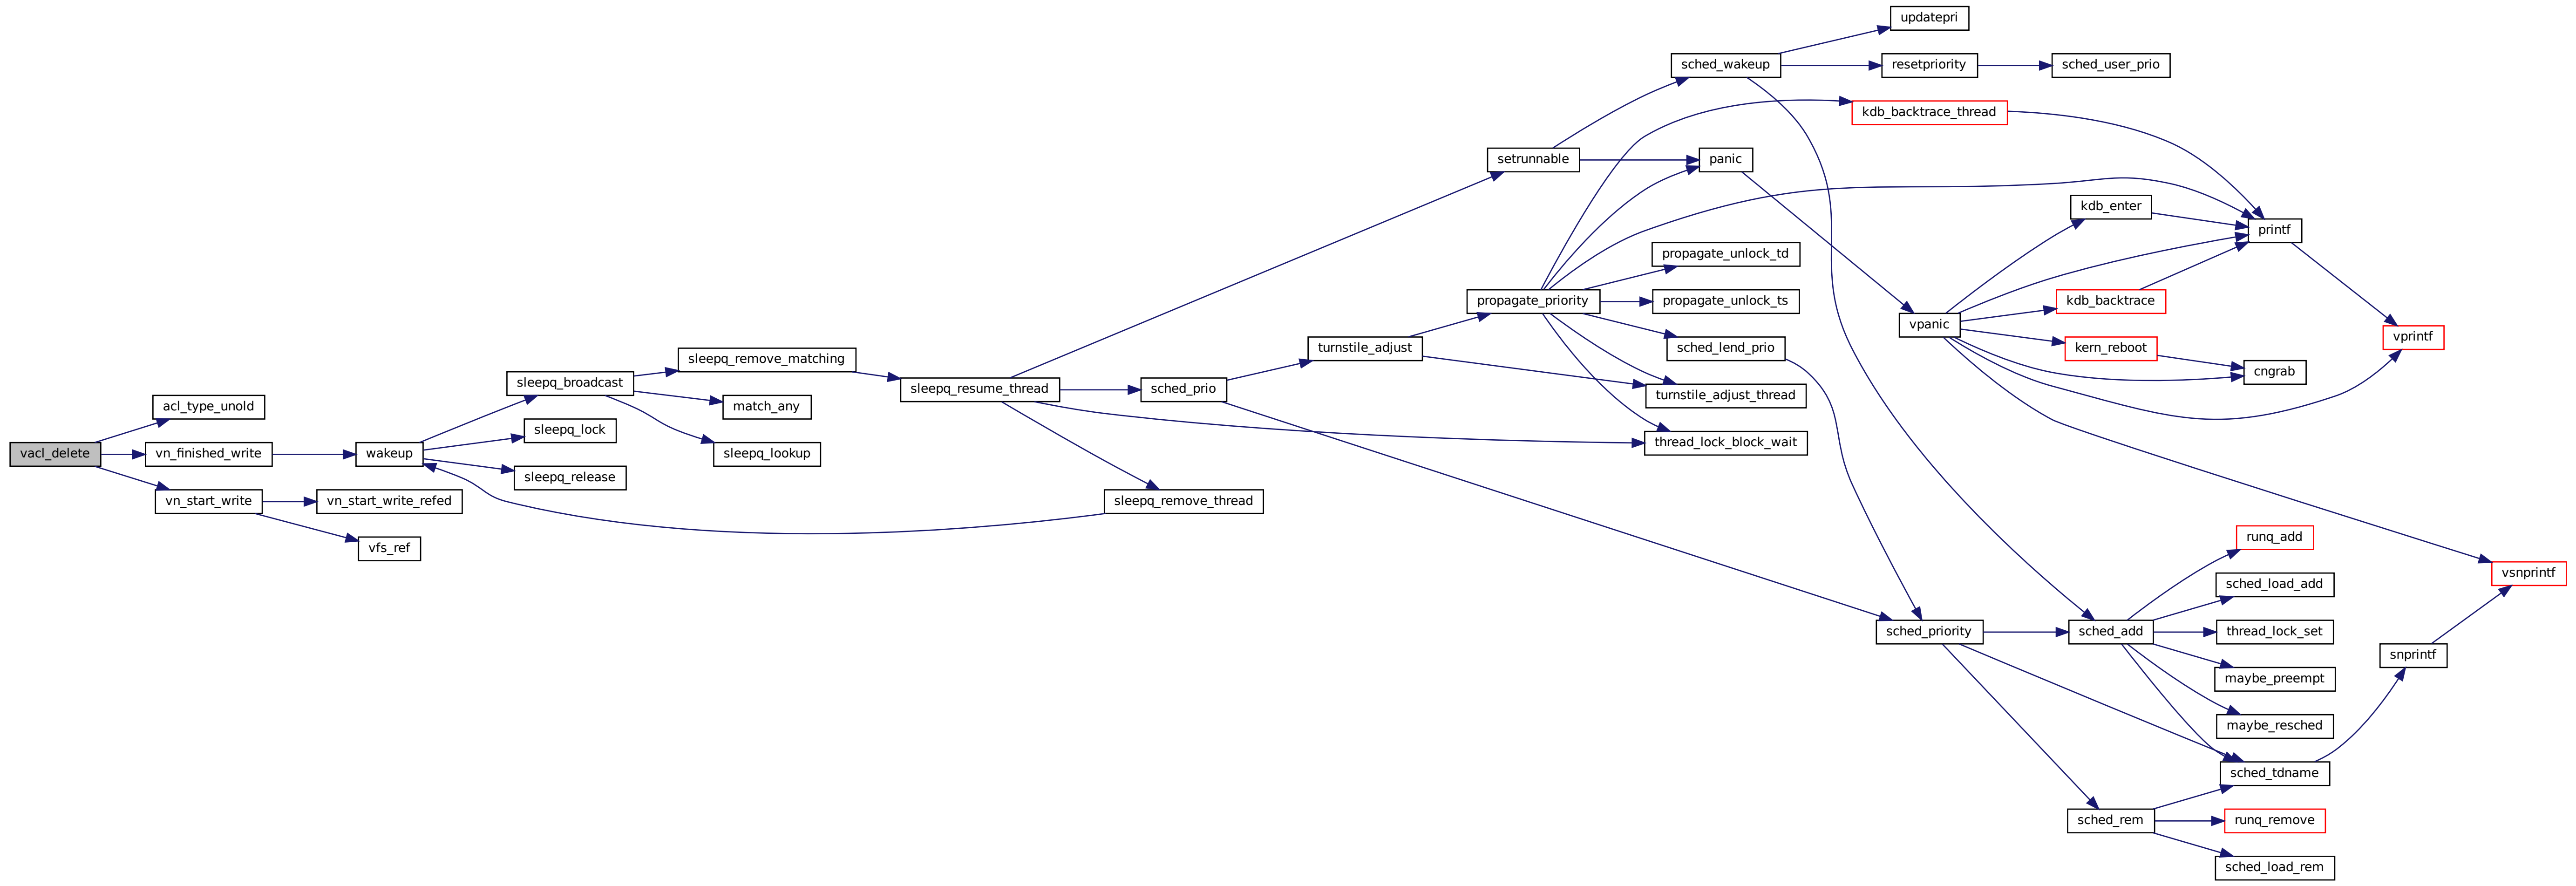 vacl_delete
acl_type_unold
vn_finished_write
vn_start_write
wakeup
vn_start_write_refed
vfs_ref
sleepq_broadcast
sleepq_lock
sleepq_release
sleepq_remove_matching
match_any
sleepq_lookup
sleepq_resume_thread
sched_prio
sleepq_remove_thread
turnstile_adjust
setrunnable
propagate_priority
sched_wakeup
panic
propagate_unlock_td
propagate_unlock_ts
sched_lend_prio
turnstile_adjust_thread
thread_lock_block_wait
updatepri
resetpriority
kdb_backtrace_thread
vpanic
sched_priority
sched_user_prio
kdb_enter
kdb_backtrace
kern_reboot
sched_add
sched_rem
printf
cngrab
runq_add
sched_load_add
thread_lock_set
maybe_preempt
maybe_resched
sched_tdname
runq_remove
sched_load_rem
vprintf
snprintf
vsnprintf